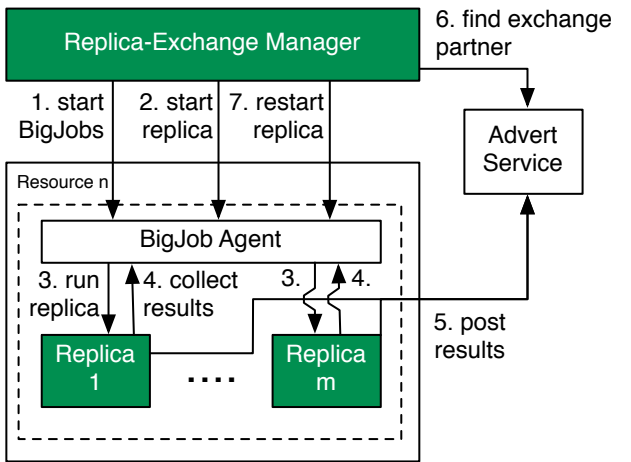 Replica-Exchange Manager
6. find exchange
partner
1. start
BigJobs
2. start
replica
7. restart
replica
Advert
Service
Resource n
BigJob Agent
3. run
replica
4. collect
results
3.
4.
5. post
results
Replica
1
....
Replica
m